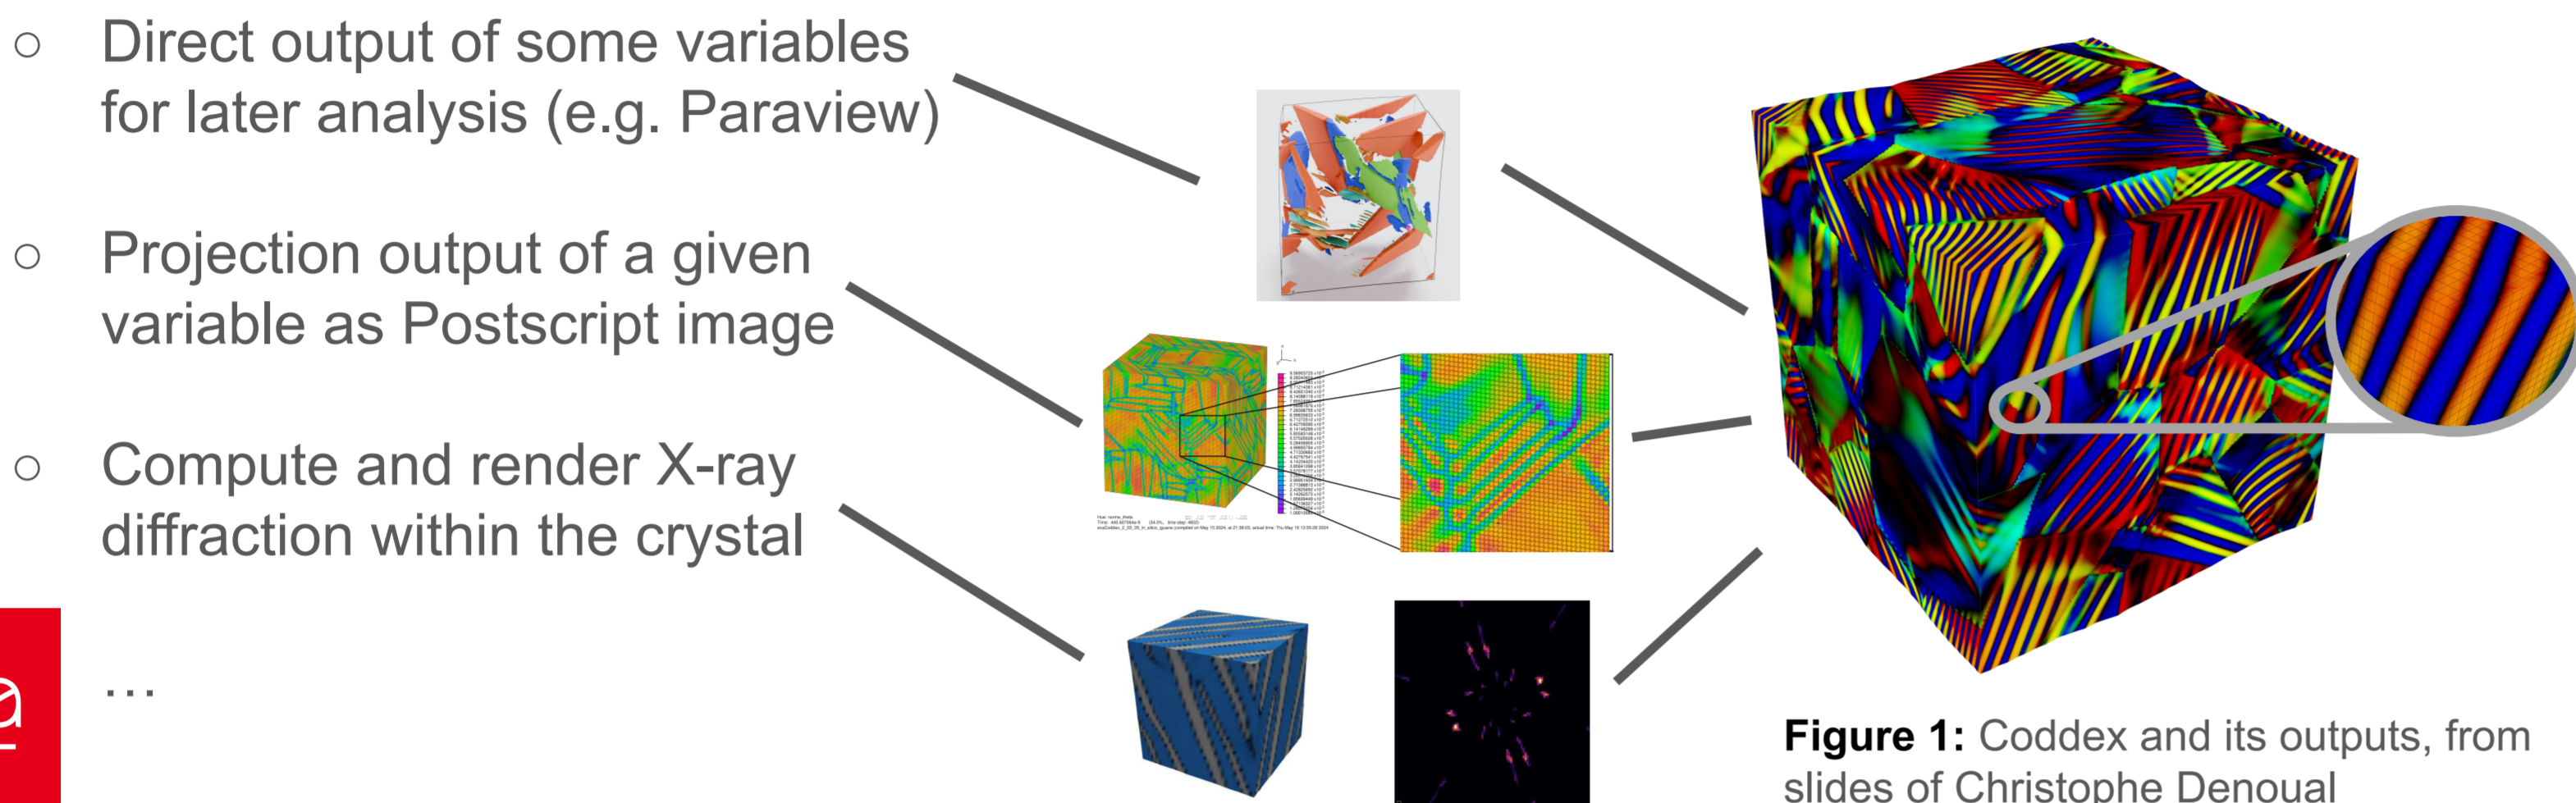 ○ Direct output of some variables
for later analysis (e.g. Paraview)
○ Projection output of a given
variable as Postscript image
○ Compute and render X-ray
diffraction within the crystal
…
Figure 1: Coddex and its outputs, from
slides of Christophe Denoual